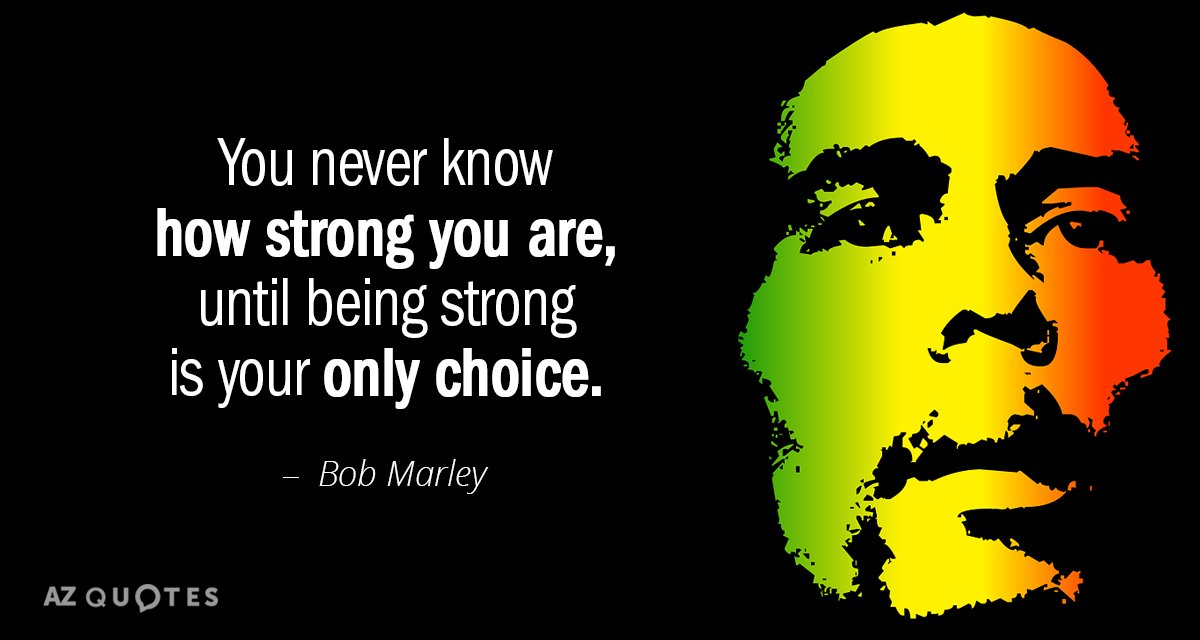 You never know
how strong you are,
until being strong
is your only choice.
– Bob Marley
AZ QUOTES